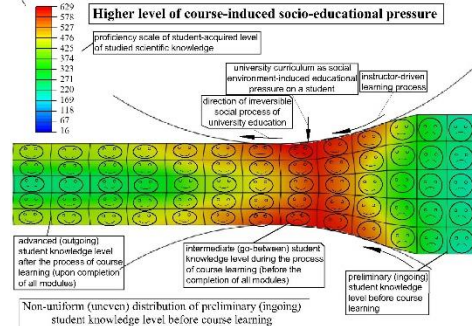 Higher level of course-induced socio-educational pressure
629
578
527
476
425
374
323
271
220
169
118
67
16
proficiency scale of student-acquired level
of studied scientific knowledge
university curriculum as social
environment-induced educational
pressure on a student
instructor-driven
learning process
direction of irreversible
social process of
university education
advanced (outgoing)
student knowledge level
after the process of course
learning (upon completion
of all modules)
intermediate (go-between) student
knowledge level during the process
of course learning (before the
completion of all modules)
preliminary (ingoing)
student knowledge
level before course
learning
Non-uniform (uneven) distribution of preliminary (ingoing)
student knowledge level before course learning